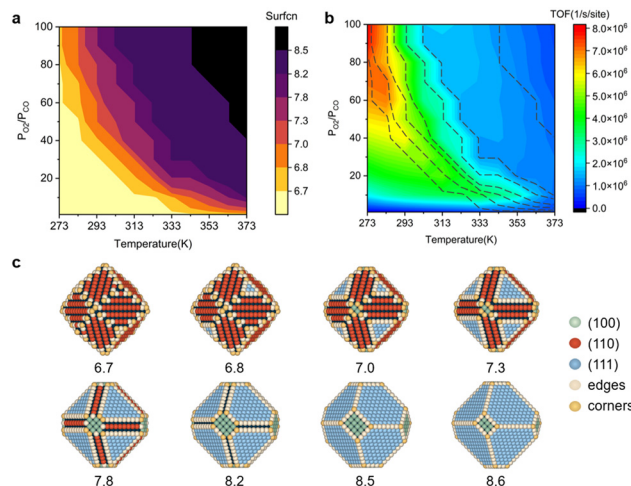 a
Surfcn
100
80
60
40
20
P_O2/P_CO
273 293 313 333 353 373
Temperature(K)
8.5
8.2
7.8
7.3
7.0
6.8
6.7
b
TOF(1/s/site)
100
80
60
40
20
P_O2/P_CO
273 293 313 333 353 373
Temperature(K)
8.0×10⁶
7.0×10⁶
6.0×10⁶
5.0×10⁶
4.0×10⁶
3.0×10⁶
2.0×10⁶
1.0×10⁶
0.0
c
6.7 6.8 7.0 7.3
7.8 8.2 8.5 8.6
(100)
(110)
(111)
edges
corners